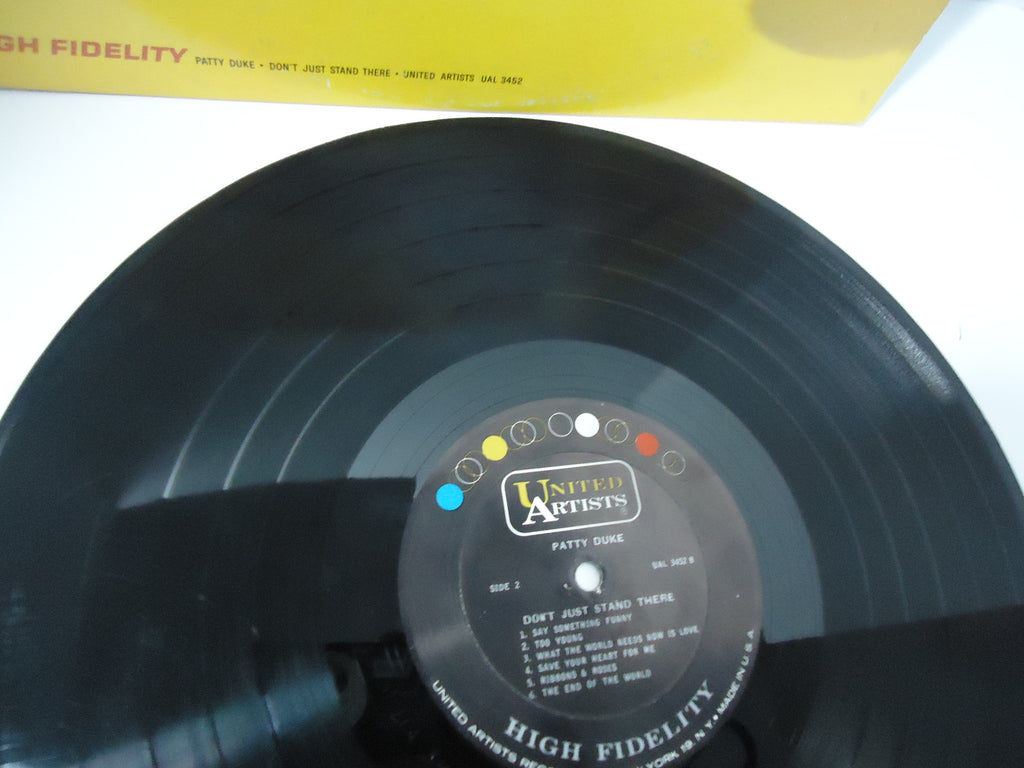 GH FIDELITY PATTY DUKE • DON'T JUST STAND THERE • UNITED ARTISTS UAL 3452
UNITED
ARTISTS
®
PATTY DUKE
SIDE 2
UAL 3452 B
DON'T JUST STAND THERE
1. SAY SOMETHING FUNNY
2. TOO YOUNG
3. WHAT THE WORLD NEEDS NOW IS LOVE
4. SAVE YOUR HEART FOR ME
5. RIBBONS & ROSES
6. THE END OF THE WORLD
HIGH FIDELITY
UNITED ARTISTS REC YORK 19, N.Y. • MADE IN U.S.A